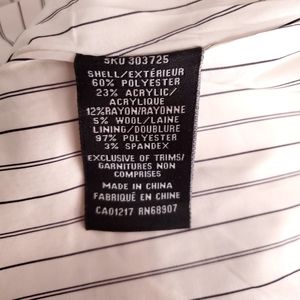 SKU 303725
SHELL/EXTÉRIEUR
60% POLYESTER
23% ACRYLIC/
ACRYLIQUE
12%RAYON/RAYONNE
5% WOOL/LAINE
LINING/DOUBLURE
97% POLYESTER
3% SPANDEX
EXCLUSIVE OF TRIMS/
GARNITURES NON
COMPRISES
MADE IN CHINA
FABRIQUÉ EN CHINE
CA01217 RN68907